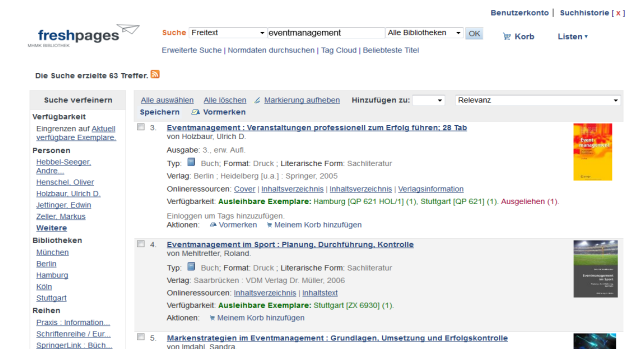 Benutzerkonto | Suchhistorie [ x ]
freshpages
MHMK BIBLIOTHEK
Suche Freitext eventmanagement Alle Bibliotheken OK Korb Listen
Erweiterte Suche | Normdaten durchsuchen | Tag Cloud | Beliebteste Titel
Die Suche erzielte 63 Treffer.
Suche verfeinern
Verfügbarkeit
Eingrenzen auf Aktuell
verfügbare Exemplare.
Personen
Hebbel-Seeger,
Andre...
Henschel, Oliver
Holzbaur, Ulrich D.
Jettinger, Edwin
Zeller, Markus
Weitere
Bibliotheken
München
Berlin
Hamburg
Köln
Stuttgart
Reihen
Praxis : Information...
Schriftenreihe / Eur...
SpringerLink : Büch...
Alle auswählen Alle löschen Markierung aufheben Hinzufügen zu: Relevanz
Speichern Vormerken
3. Eventmanagement : Veranstaltungen professionell zum Erfolg führen; 28 Tab
von Holzbaur, Ulrich D.
Ausgabe: 3., erw. Aufl.
Typ: Buch; Format: Druck ; Literarische Form: Sachliteratur
Verlag: Berlin ; Heidelberg [u.a.] : Springer, 2005
Onlineressourcen: Cover | Inhaltsverzeichnis | Inhaltsverzeichnis | Verlagsinformation
Verfügbarkeit: Ausleihbare Exemplare: Hamburg [QP 621 HOL/1] (1), Stuttgart [QP 621] (1). Ausgeliehen (1).
Einloggen um Tags hinzuzufügen.
Aktionen: Vormerken Meinem Korb hinzufügen
4. Eventmanagement im Sport : Planung, Durchführung, Kontrolle
von Mehltretter, Roland.
Typ: Buch; Format: Druck ; Literarische Form: Sachliteratur
Verlag: Saarbrücken : VDM Verlag Dr. Müller, 2006
Onlineressourcen: Inhaltsverzeichnis | Inhaltstext
Verfügbarkeit: Ausleihbare Exemplare: Stuttgart [ZX 6930] (1).
Aktionen: Meinem Korb hinzufügen
5. Markenstrategien im Eventmanagement : Grundlagen, Umsetzung und Erfolgskontrolle
von Imdahl, Sandra